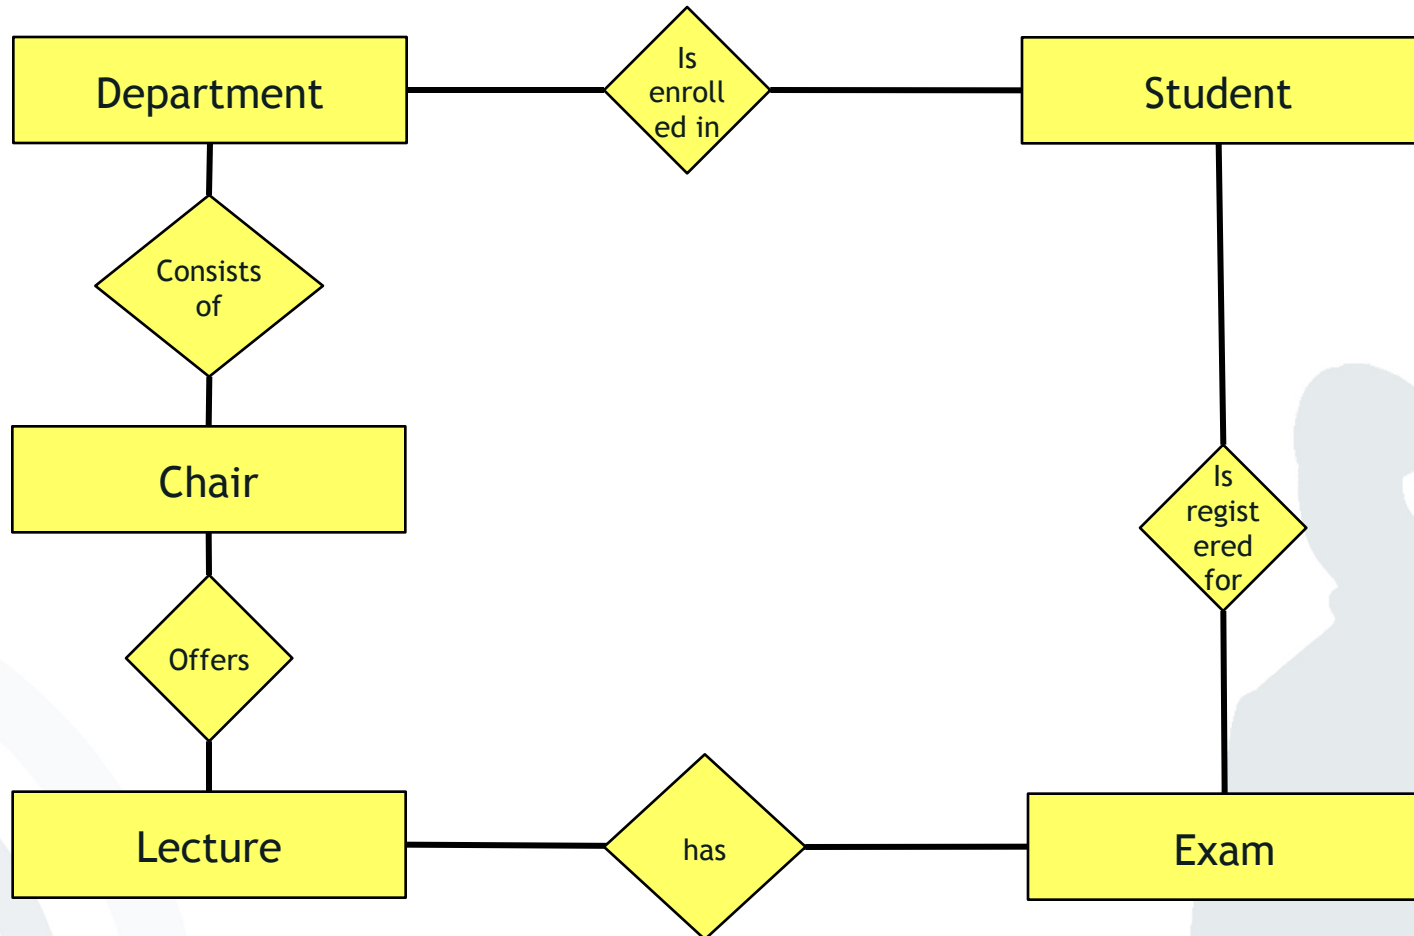 Department
Is
enroll
ed in
Student
Consists
of
Chair
Is
regist
ered
for
Offers
Lecture
has
Exam